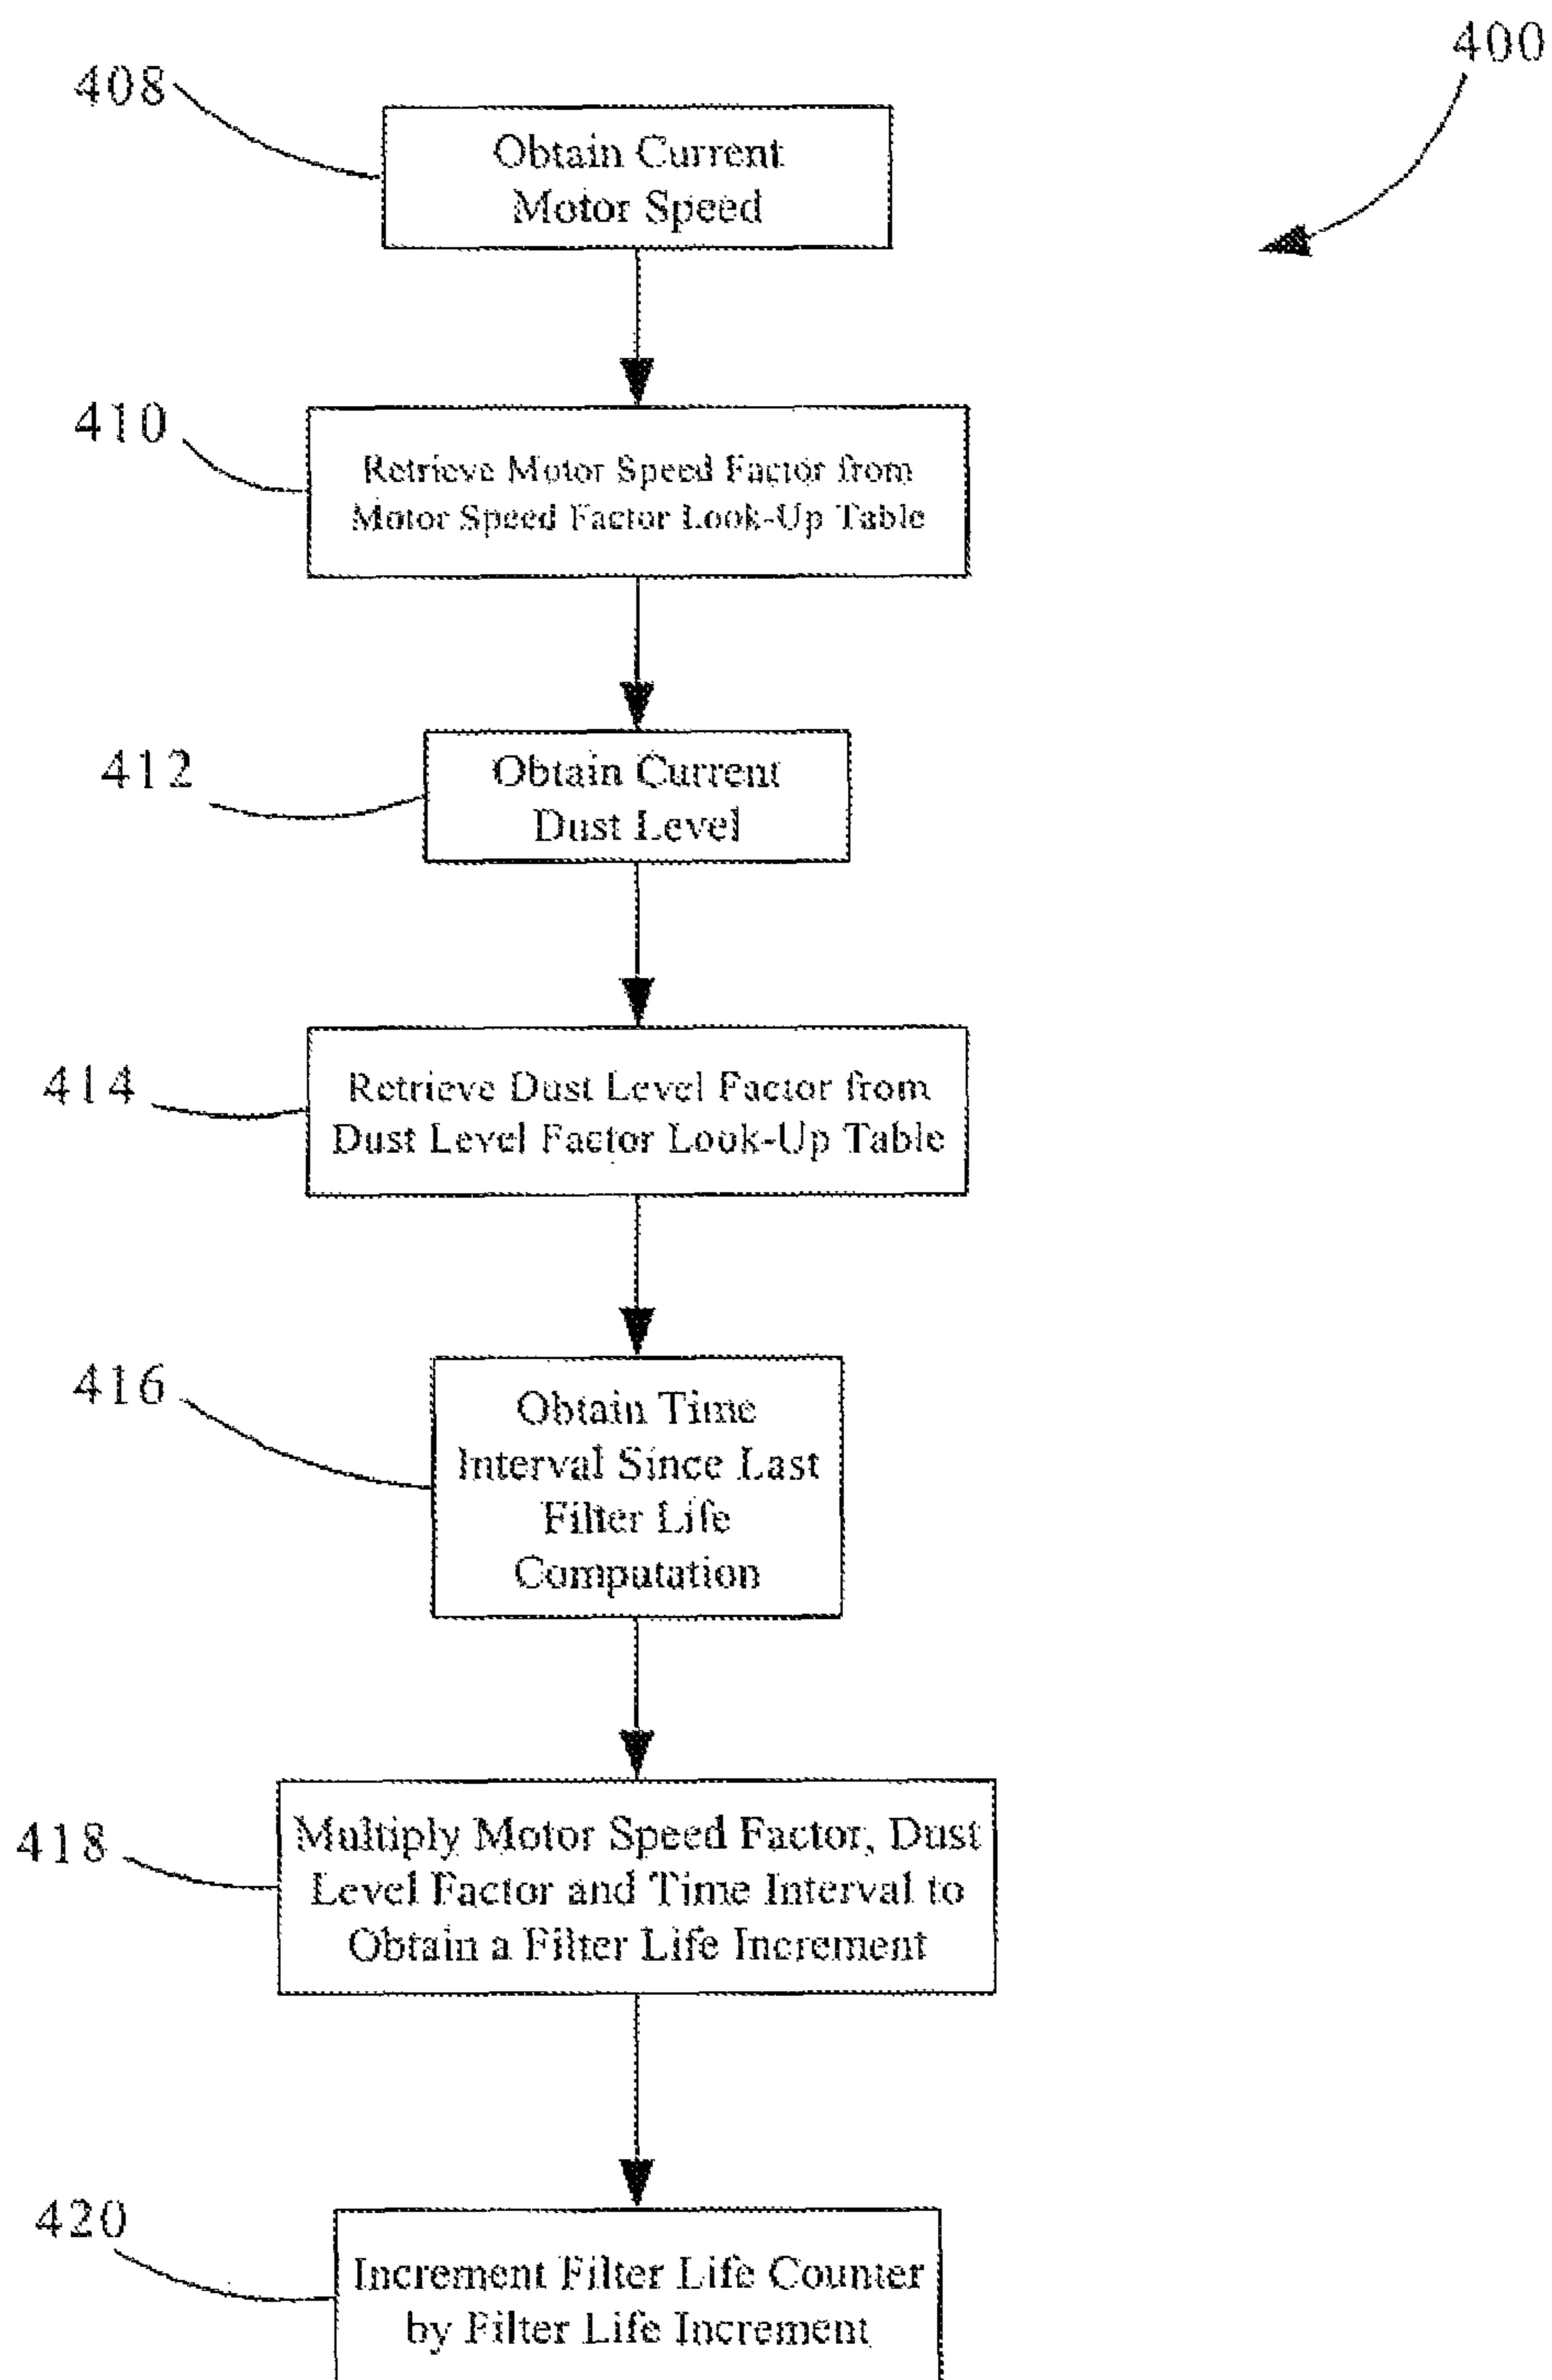 400
408
Obtain Current
Motor Speed
410
Retrieve Motor Speed Factor from
Motor Speed Factor Look-Up Table
412
Obtain Current
Dust Level
414
Retrieve Dust Level Factor from
Dust Level Factor Look-Up Table
416
Obtain Time
Interval Since Last
Filter Life
Computation
418
Multiply Motor Speed Factor, Dust
Level Factor and Time Interval to
Obtain a Filter Life Increment
420
Increment Filter Life Counter
by Filter Life Increment